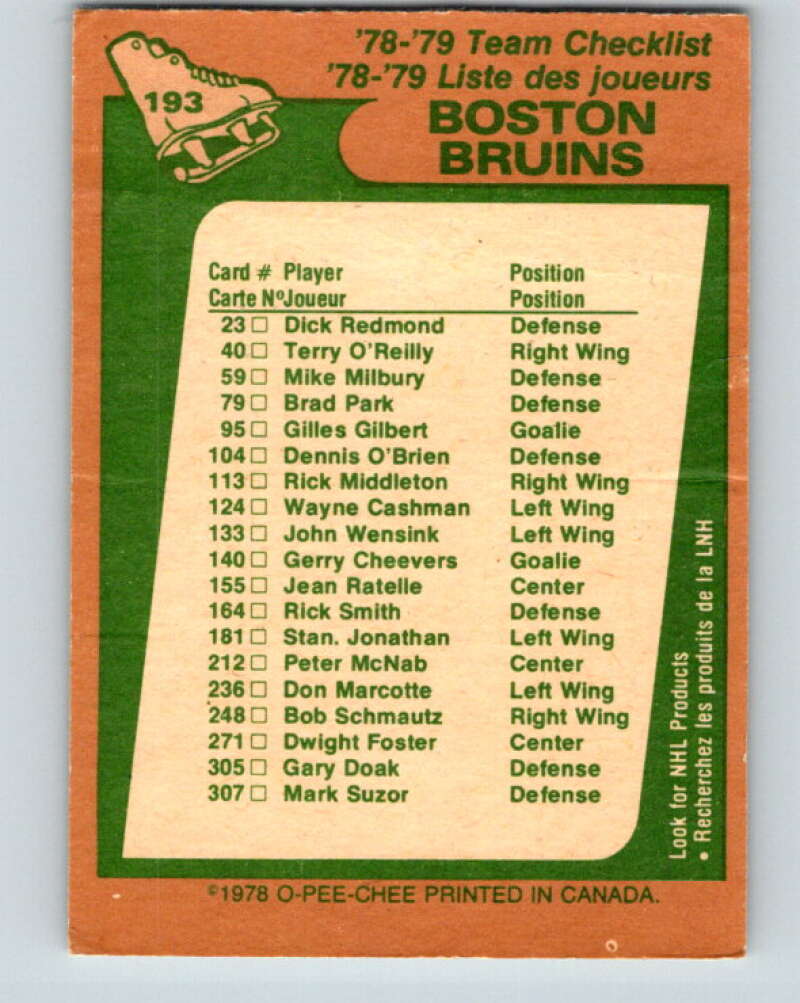 193
'78-'79 Team Checklist
'78-'79 Liste des joueurs
BOSTON
BRUINS
Card # Player Position
Carte Nº Joueur Position
23 □ Dick Redmond Defense
40 □ Terry O'Reilly Right Wing
59 □ Mike Milbury Defense
79 □ Brad Park Defense
95 □ Gilles Gilbert Goalie
104 □ Dennis O'Brien Defense
113 □ Rick Middleton Right Wing
124 □ Wayne Cashman Left Wing
133 □ John Wensink Left Wing
140 □ Gerry Cheevers Goalie
155 □ Jean Ratelle Center
164 □ Rick Smith Defense
181 □ Stan. Jonathan Left Wing
212 □ Peter McNab Center
236 □ Don Marcotte Left Wing
248 □ Bob Schmautz Right Wing
271 □ Dwight Foster Center
305 □ Gary Doak Defense
307 □ Mark Suzor Defense
Look for NHL Products
• Recherchez les produits de la LNH
©1978 O-PEE-CHEE PRINTED IN CANADA.